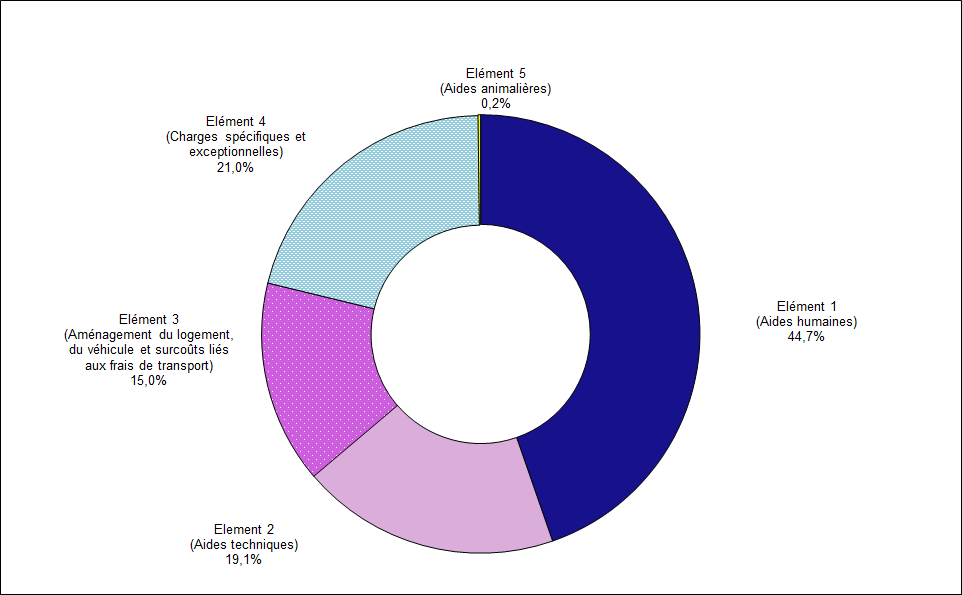 Elément 5
(Aides animalières)
0,2%
Elément 4
(Charges spécifiques et
exceptionnelles)
21,0%
Elément 1
(Aides humaines)
44,7%
Elément 3
(Aménagement du logement,
du véhicule et surcoûts liés
aux frais de transport)
15,0%
Element 2
(Aides techniques)
19,1%